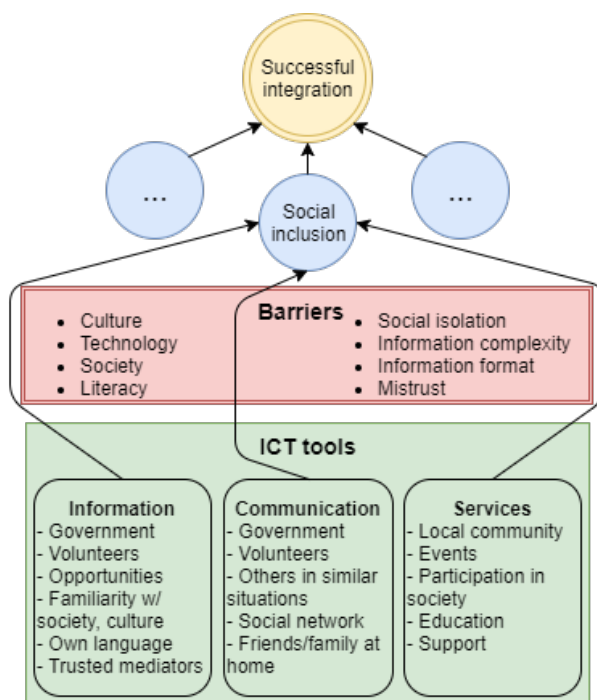 Successful
integration
...
...
Social
inclusion
Barriers
• Culture
• Technology
• Society
• Literacy
• Social isolation
• Information complexity
• Information format
• Mistrust
ICT tools
Information
- Government
- Volunteers
- Opportunities
- Familiarity w/
society, culture
- Own language
- Trusted mediators
Communication
- Government
- Volunteers
- Others in similar
situations
- Social network
- Friends/family at
home
Services
- Local community
- Events
- Participation in
society
- Education
- Support